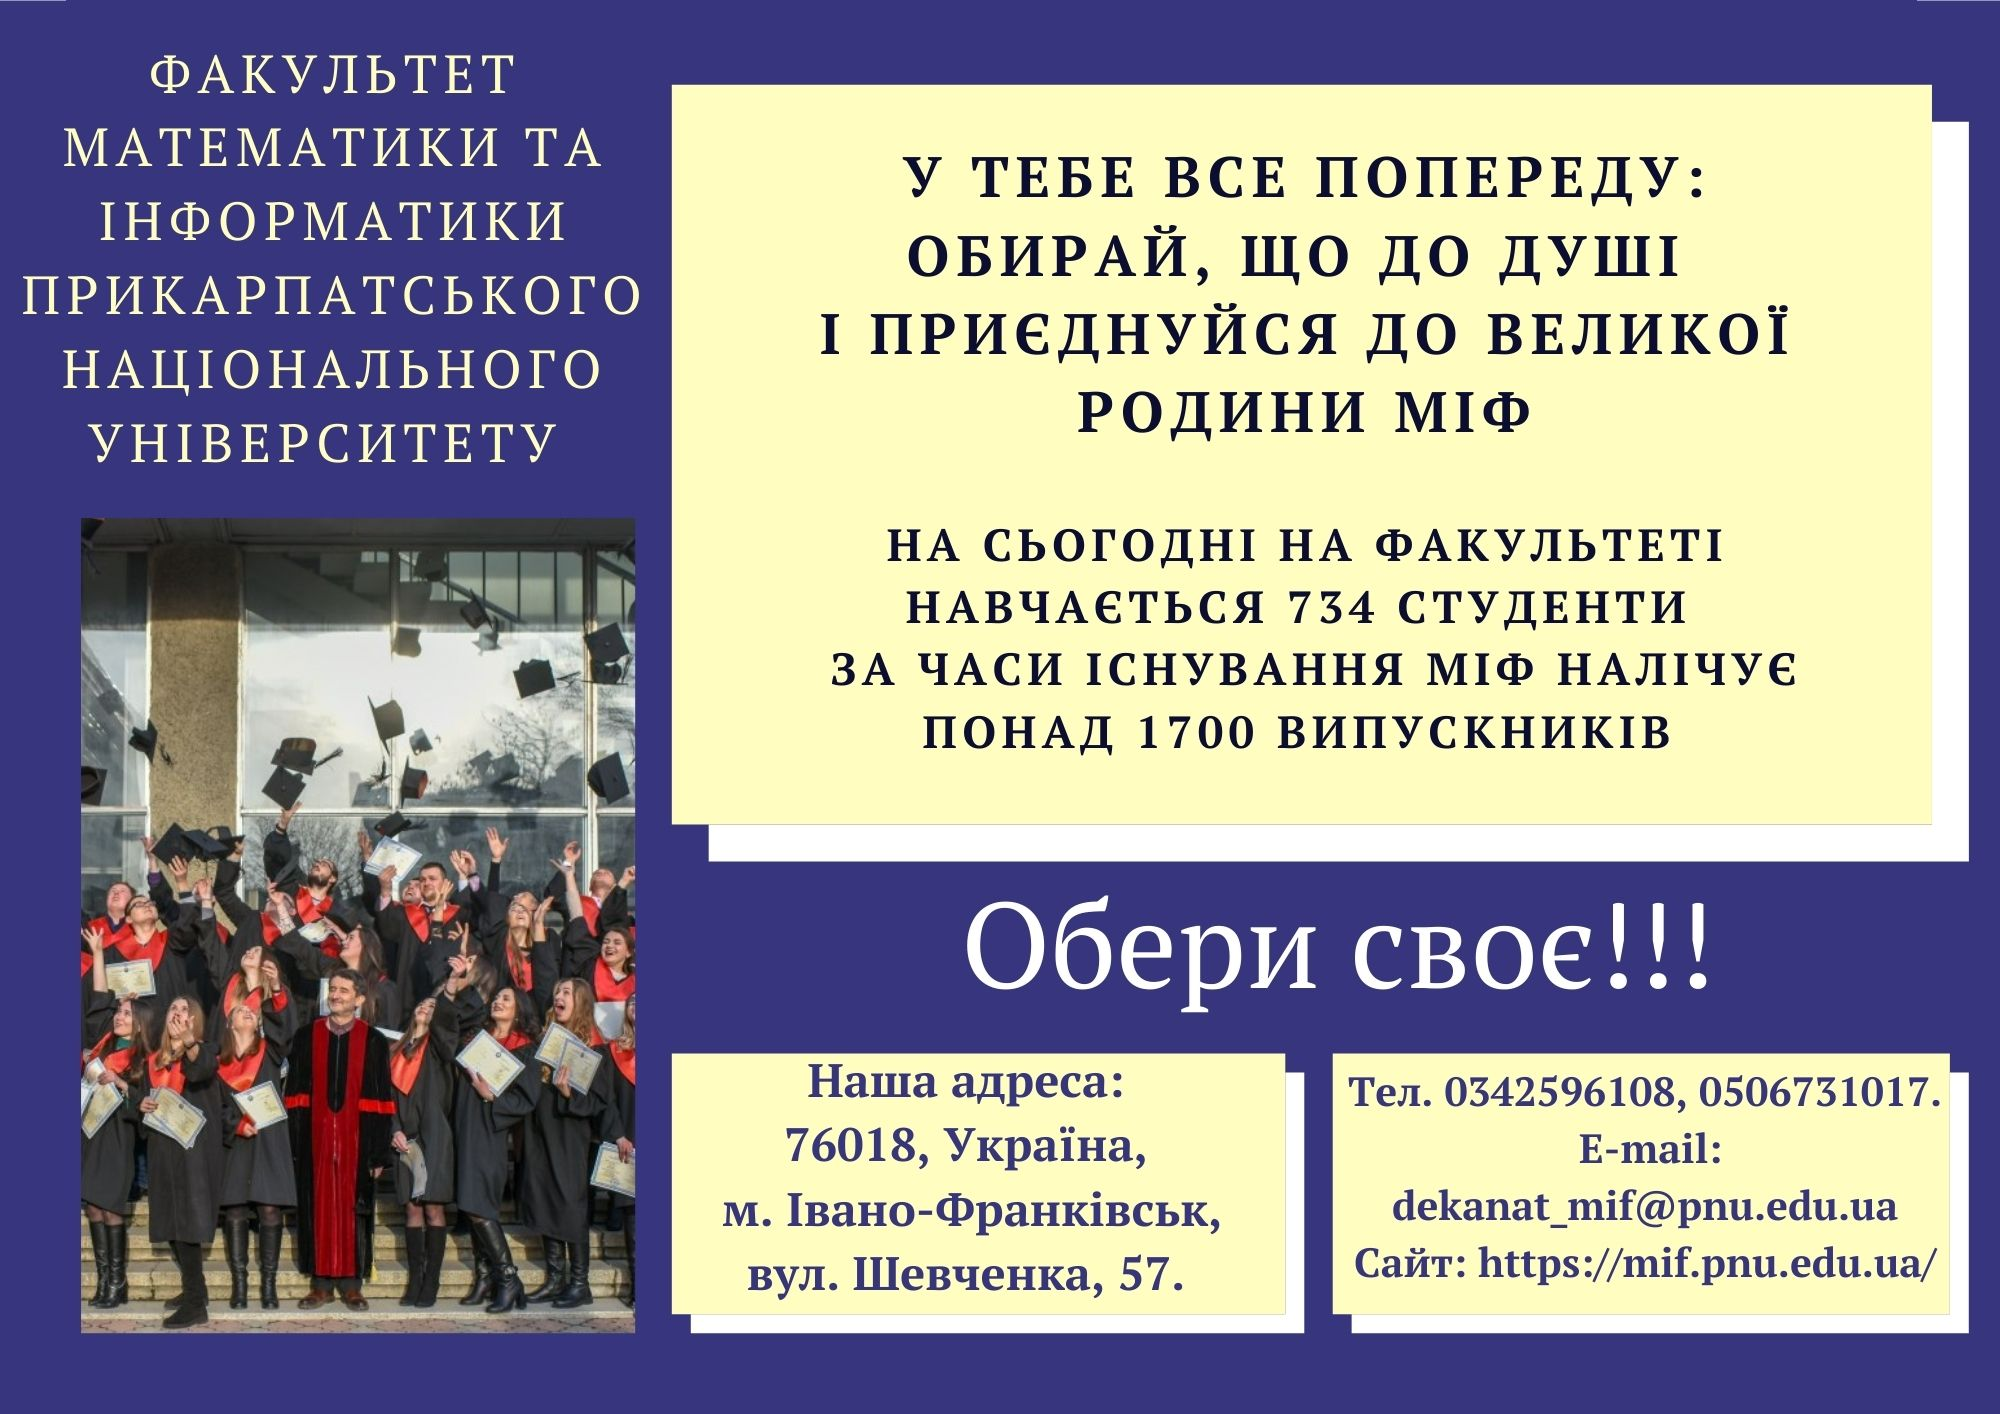 ФАКУЛЬТЕТ
МАТЕМАТИКИ ТА
ІНФОРМАТИКИ
ПРИКАРПАТСЬКОГО
НАЦІОНАЛЬНОГО
УНІВЕРСИТЕТУ
У ТЕБЕ ВСЕ ПОПЕРЕДУ:
ОБИРАЙ, ЩО ДО ДУШІ
І ПРИЄДНУЙСЯ ДО ВЕЛИКОЇ
РОДИНИ МІФ
НА СЬОГОДНІ НА ФАКУЛЬТЕТІ
НАВЧАЄТЬСЯ 734 СТУДЕНТИ
ЗА ЧАСИ ІСНУВАННЯ МІФ НАЛІЧУЄ
ПОНАД 1700 ВИПУСКНИКІВ
Обери своє!!!
Наша адреса:
76018, Україна,
м. Івано-Франківськ,
вул. Шевченка, 57.
Тел. 0342596108, 0506731017.
E-mail:
dekanat_mif@pnu.edu.ua
Сайт: https://mif.pnu.edu.ua/